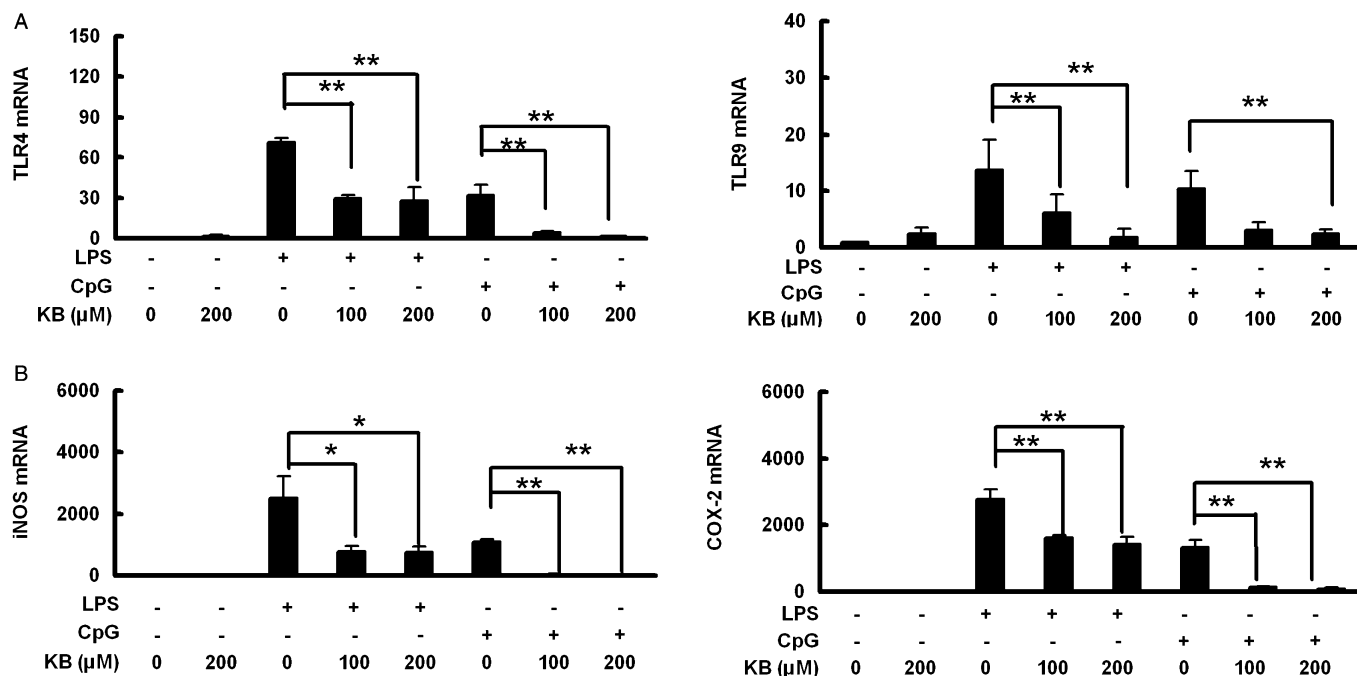 A
TLR4 mRNA
150
120
90
60
30
0
** ** ** **
LPS - - + + + - - -
CpG - - - - - + + +
KB (μM) 0 200 0 100 200 0 100 200
TLR9 mRNA
40
30
20
10
0
** ** **
LPS - - + + + - - -
CpG - - - - - + + +
KB (μM) 0 200 0 100 200 0 100 200
B
iNOS mRNA
6000
4000
2000
0
* * ** **
LPS - - + + + - - -
CpG - - - - - + + +
KB (μM) 0 200 0 100 200 0 100 200
COX-2 mRNA
6000
4000
2000
0
** ** ** **
LPS - - + + + - - -
CpG - - - - - + + +
KB (μM) 0 200 0 100 200 0 100 200